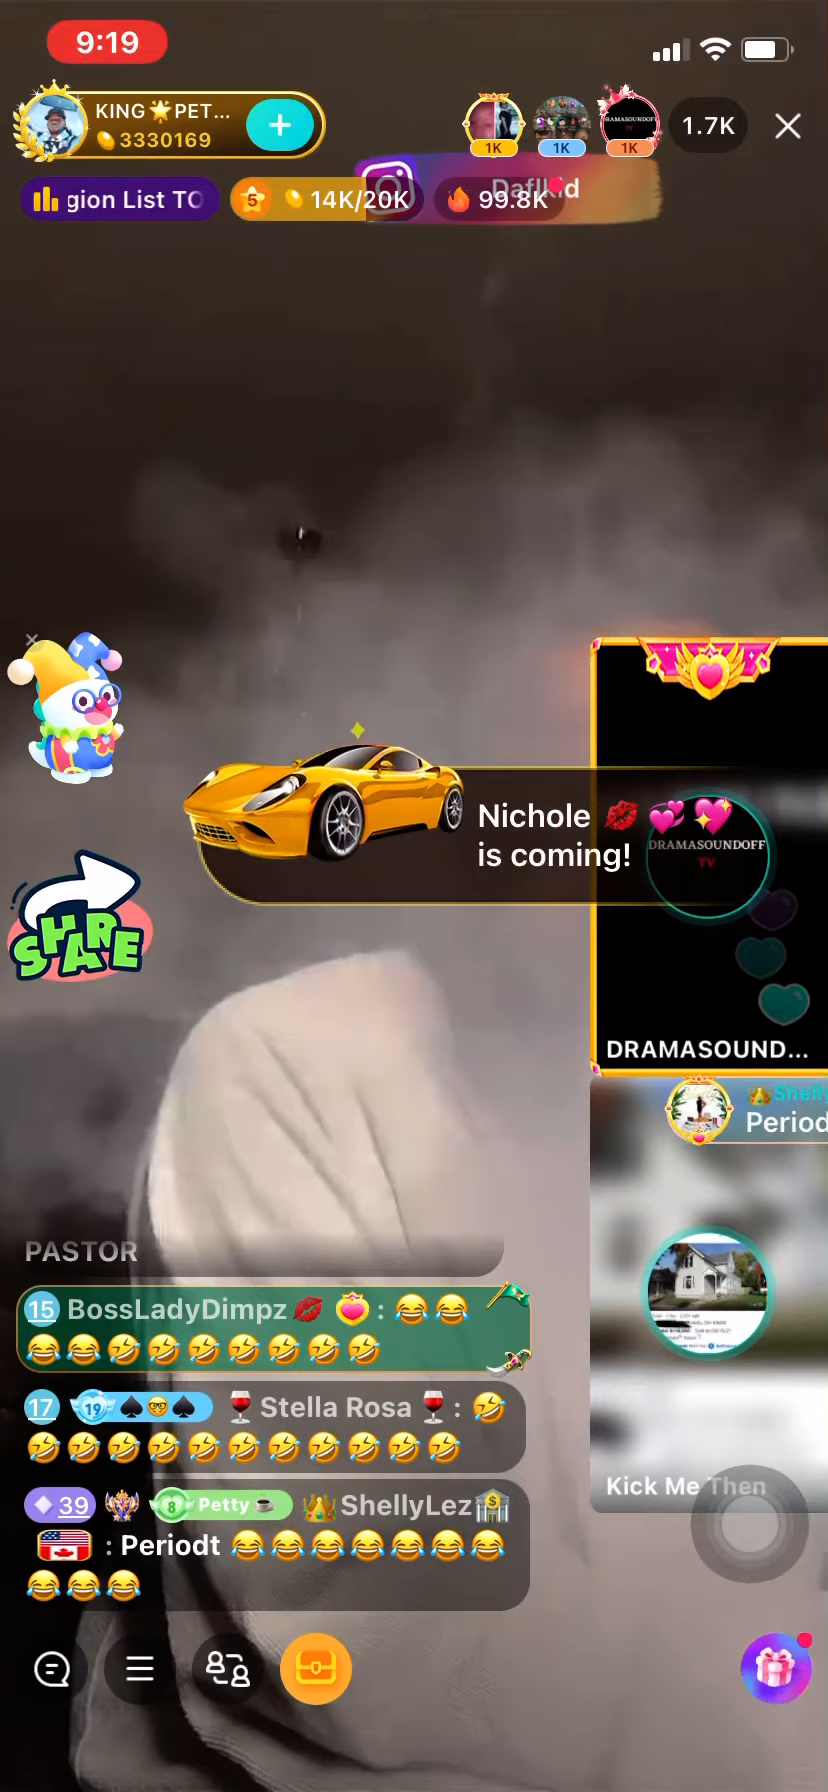 9:19
KING🌟PET...
3330169
1K
1K
1K
1.7K
gion List TO
5
14K/20K
99.8K
Nichole 💋 💞 💖
is coming!
DRAMASOUNDOFF
TV
SHARE
DRAMASOUND...
Shelly
Period
PASTOR
15 BossLadyDimpz💋 💝 : 😂😂
😂😂🤣🤣🤣🤣🤣🤣🤣
17 19 ♠️🤓♠️ 🍷Stella Rosa🍷: 🤣
🤣🤣🤣🤣🤣🤣🤣🤣🤣🤣🤣
39 8 Petty☕ 👑ShellyLez🏦
🇺🇸🇨🇦 : Periodt 😂😂😂😂😂😂😂
😂😂😂
Kick Me Then